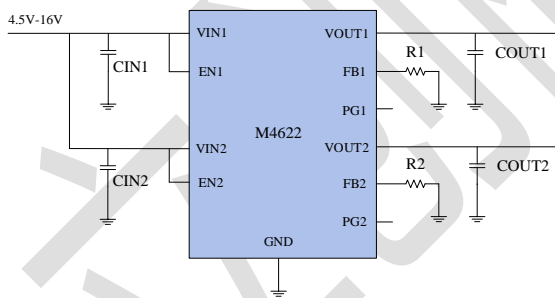 4.5V-16V
VIN1
VOUT1
R1
CIN1
COUT1
EN1
FB1
PG1
M4622
VIN2
VOUT2
R2
CIN2
COUT2
EN2
FB2
PG2
GND